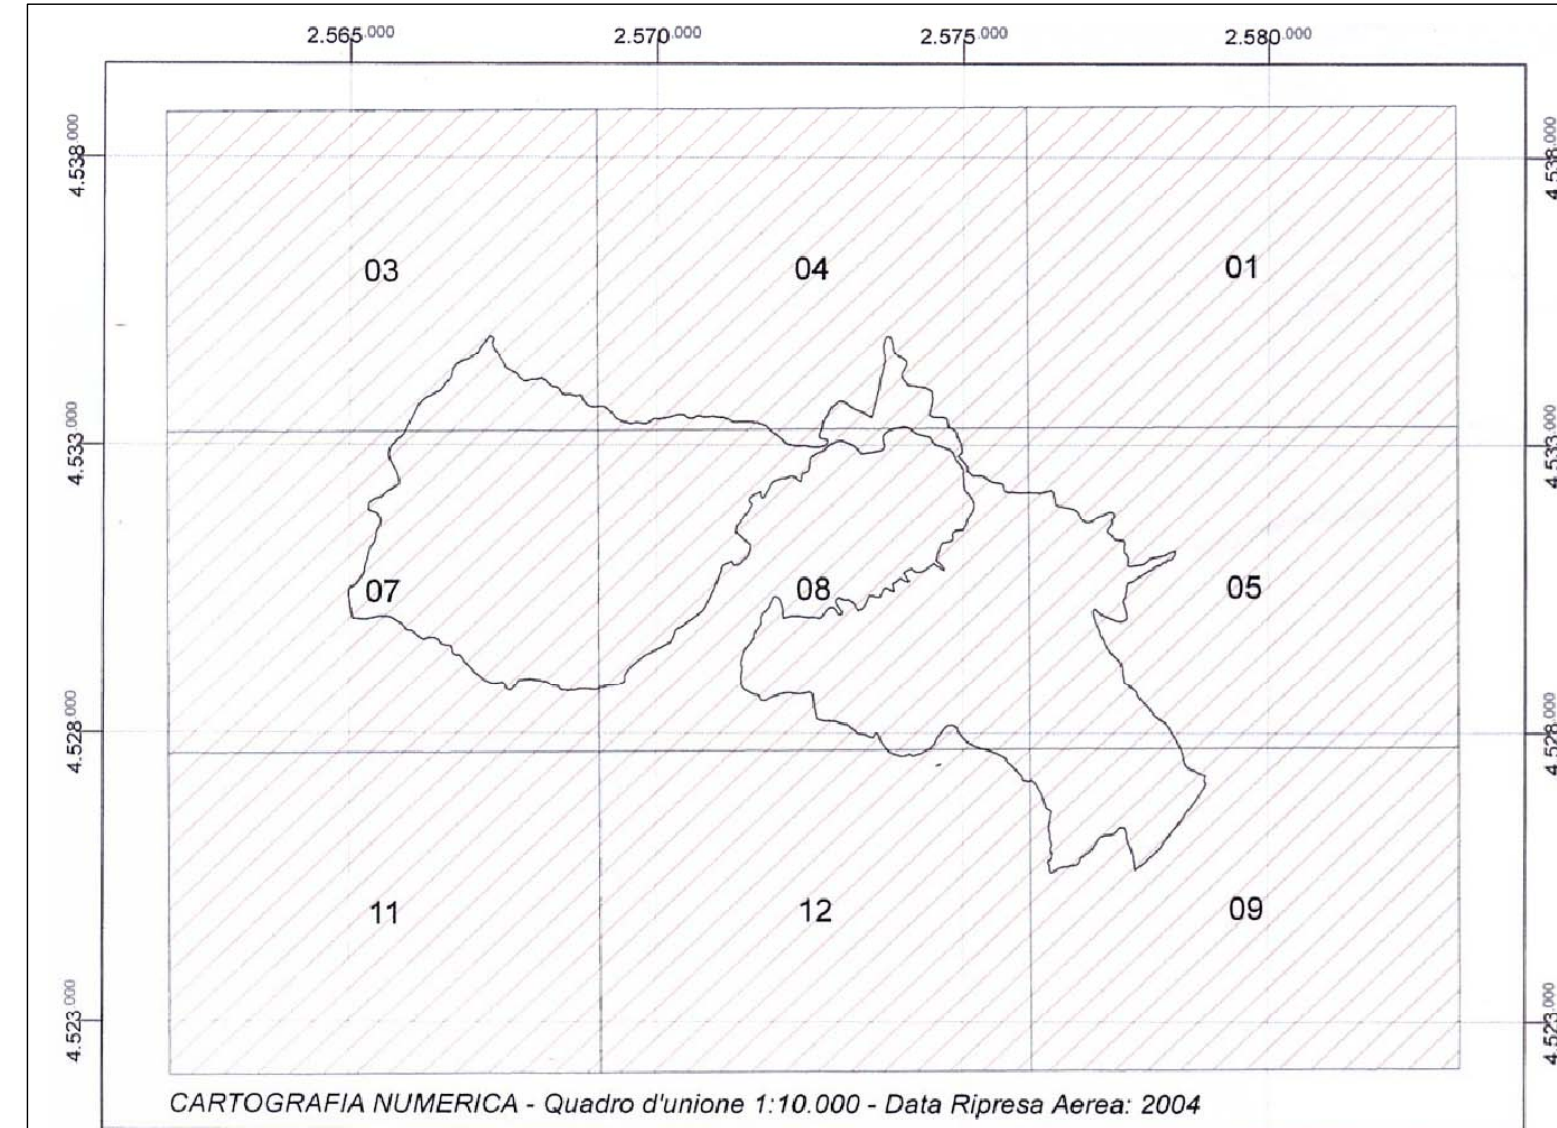 2.565.000 2.570.000 2.575.000 2.580.000
4.538.000 4.538.000
03 04 01
4.533.000 4.533.000
07 08 05
4.528.000 4.528.000
11 12 09
4.523.000 4.523.000
CARTOGRAFIA NUMERICA - Quadro d'unione 1:10.000 - Data Ripresa Aerea: 2004